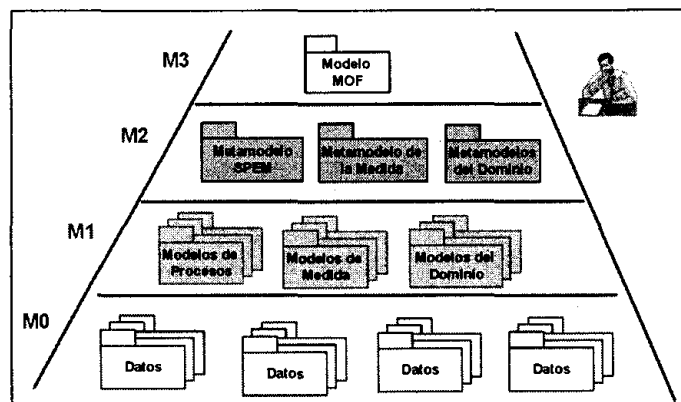 M3
Modelo
MOF
M2
Metamodelo
SPEM
Metamodelo de
la Medida
Metamodelos
del Dominio
M1
Modelos de
Procesos
Modelos de
Medida
Modelos del
Dominio
M0
Datos
Datos
Datos
Datos